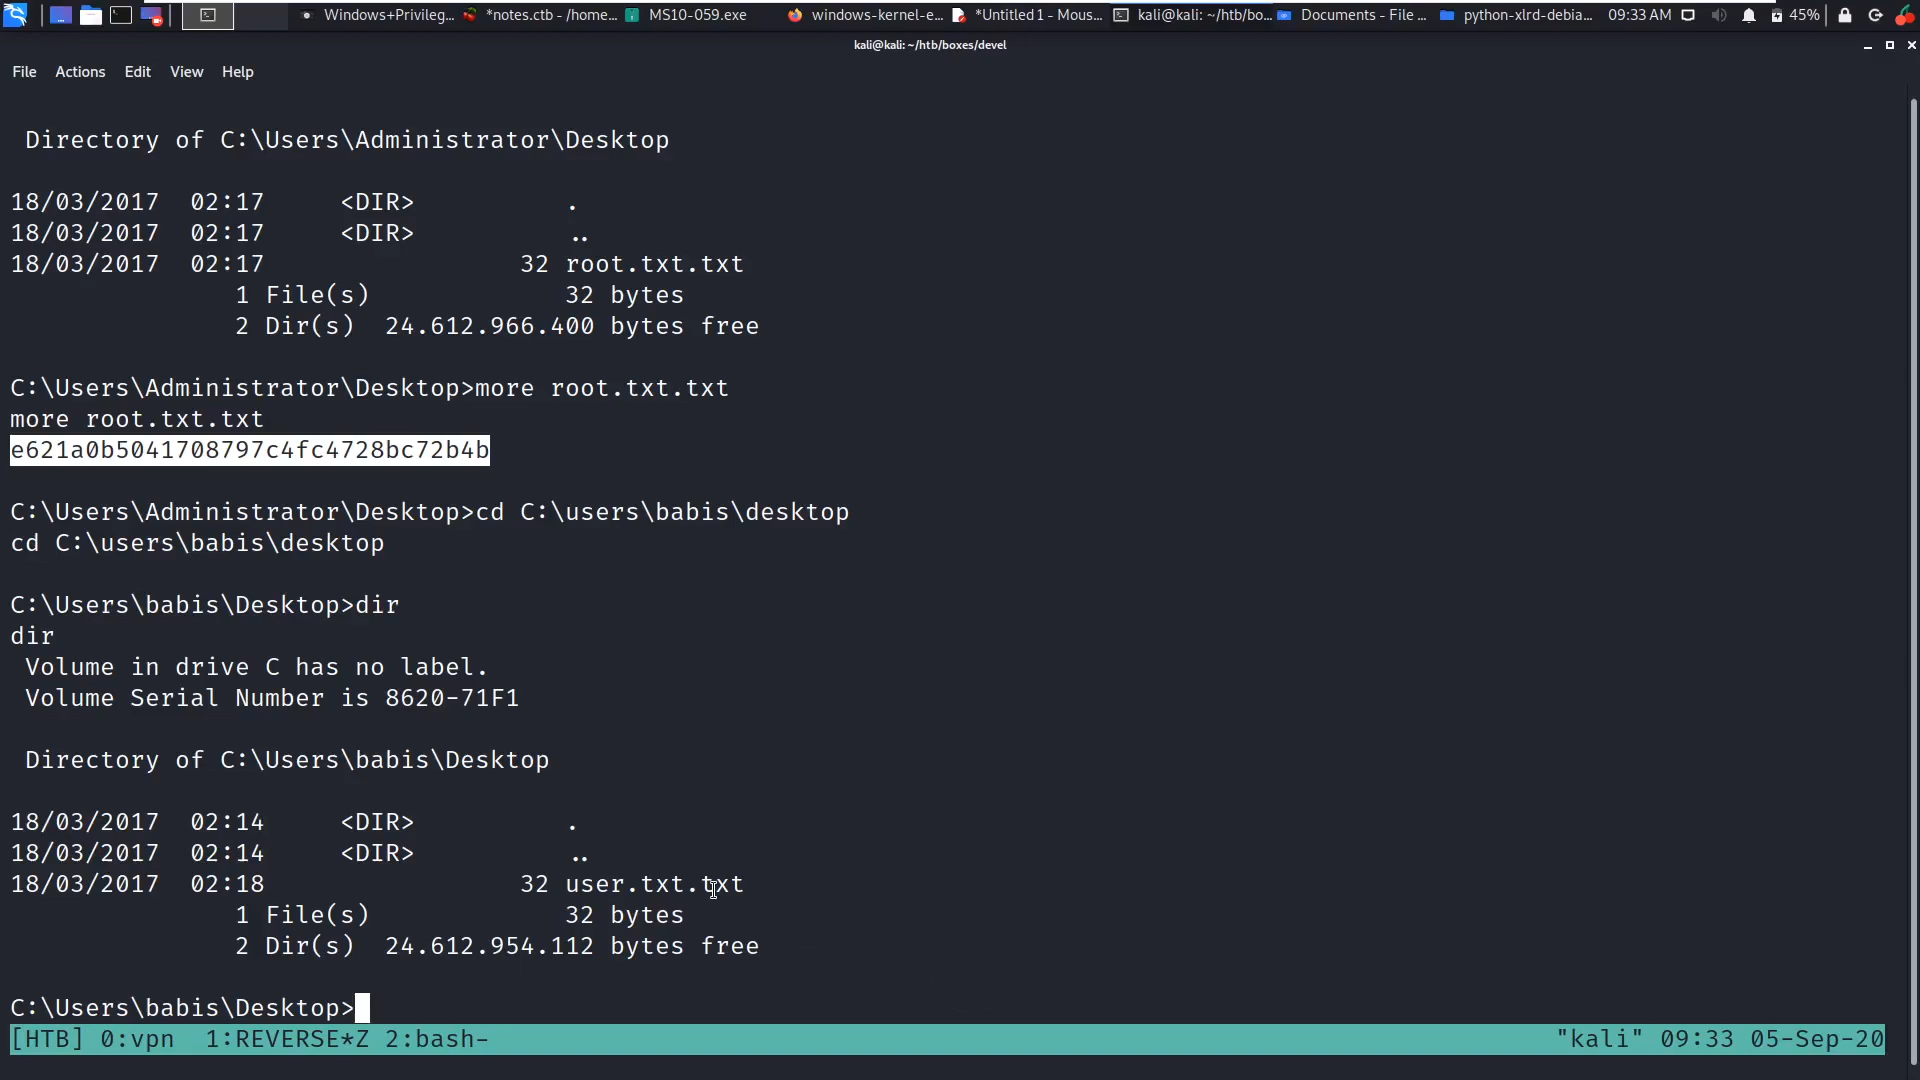 Windows+Privileg... *notes.ctb - /home... MS10-059.exe windows-kernel-e... *Untitled 1 - Mous... kali@kali: ~/htb/bo... Documents - File ... python-xlrd-debia... 09:33 AM 45%
kali@kali: ~/htb/boxes/devel
File Actions Edit View Help
Directory of C:\Users\Administrator\Desktop
18/03/2017 02:17 <DIR> .
18/03/2017 02:17 <DIR> ..
18/03/2017 02:17 32 root.txt.txt
1 File(s) 32 bytes
2 Dir(s) 24.612.966.400 bytes free
C:\Users\Administrator\Desktop>more root.txt.txt
more root.txt.txt
e621a0b5041708797c4fc4728bc72b4b
C:\Users\Administrator\Desktop>cd C:\users\babis\desktop
cd C:\users\babis\desktop
C:\Users\babis\Desktop>dir
dir
Volume in drive C has no label.
Volume Serial Number is 8620-71F1
Directory of C:\Users\babis\Desktop
18/03/2017 02:14 <DIR> .
18/03/2017 02:14 <DIR> ..
18/03/2017 02:18 32 user.txt.txt
1 File(s) 32 bytes
2 Dir(s) 24.612.954.112 bytes free
C:\Users\babis\Desktop>
[HTB] 0:vpn 1:REVERSE*Z 2:bash- "kali" 09:33 05-Sep-20